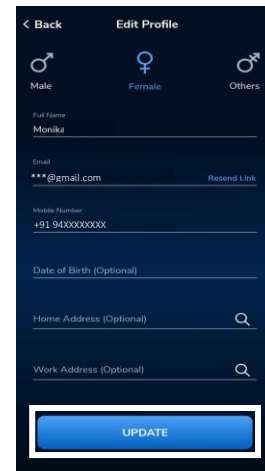 < Back Edit Profile
Male Female Others
Full Name
Monika
Email
***@gmail.com Resend Link
Mobile Number
+91 94XXXXXXXX
Date of Birth (Optional)
Home Address (Optional)
Work Address (Optional)
UPDATE